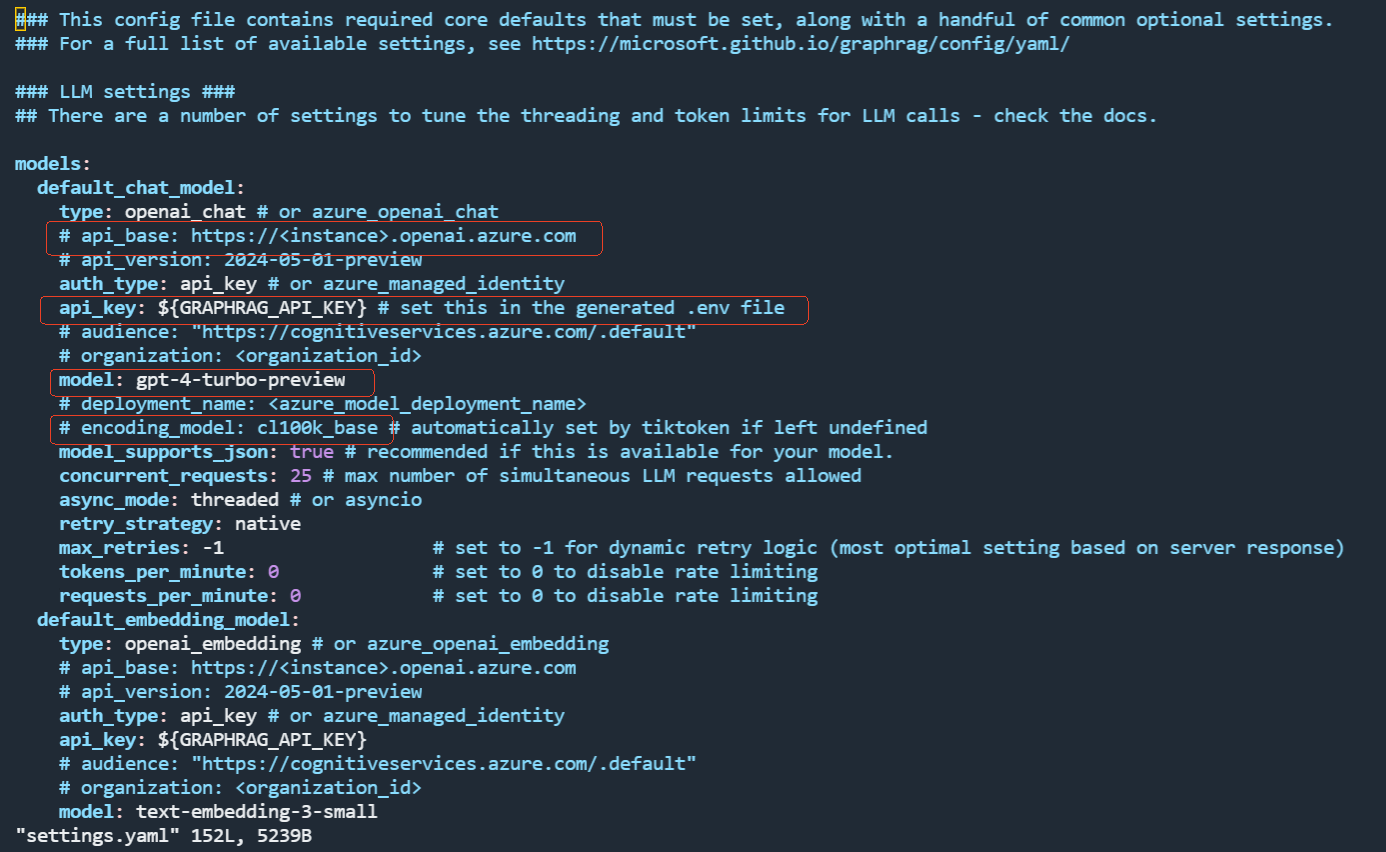 ### This config file contains required core defaults that must be set, along with a handful of common optional settings.
### For a full list of available settings, see https://microsoft.github.io/graphrag/config/yaml/
### LLM settings ###
## There are a number of settings to tune the threading and token limits for LLM calls - check the docs.
models:
  default_chat_model:
    type: openai_chat # or azure_openai_chat
    # api_base: https://<instance>.openai.azure.com
    # api_version: 2024-05-01-preview
    auth_type: api_key # or azure_managed_identity
    api_key: ${GRAPHRAG_API_KEY} # set this in the generated .env file
    # audience: "https://cognitiveservices.azure.com/.default"
    # organization: <organization_id>
    model: gpt-4-turbo-preview
    # deployment_name: <azure_model_deployment_name>
    # encoding_model: cl100k_base # automatically set by tiktoken if left undefined
    model_supports_json: true # recommended if this is available for your model.
    concurrent_requests: 25 # max number of simultaneous LLM requests allowed
    async_mode: threaded # or asyncio
    retry_strategy: native
    max_retries: -1                   # set to -1 for dynamic retry logic (most optimal setting based on server response)
    tokens_per_minute: 0              # set to 0 to disable rate limiting
    requests_per_minute: 0            # set to 0 to disable rate limiting
  default_embedding_model:
    type: openai_embedding # or azure_openai_embedding
    # api_base: https://<instance>.openai.azure.com
    # api_version: 2024-05-01-preview
    auth_type: api_key # or azure_managed_identity
    api_key: ${GRAPHRAG_API_KEY}
    # audience: "https://cognitiveservices.azure.com/.default"
    # organization: <organization_id>
    model: text-embedding-3-small
"settings.yaml" 152L, 5239B